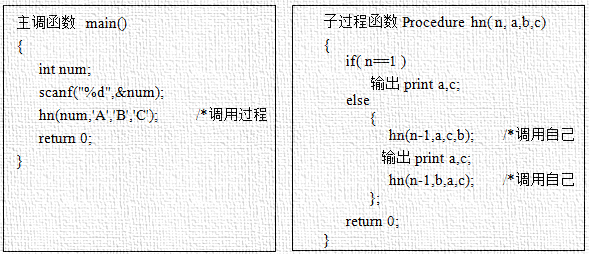 主调函数 main()
{
int num;
scanf("%d",&num);
hn(num,'A','B','C'); /*调用过程
return 0;
}
子过程函数 Procedure hn( n, a,b,c)
{
if( n==1 )
输出 print a,c;
else
{
hn(n-1,a,c,b); /*调用自己
输出 print a,c;
hn(n-1,b,a,c); /*调用自己
};
return 0;
}